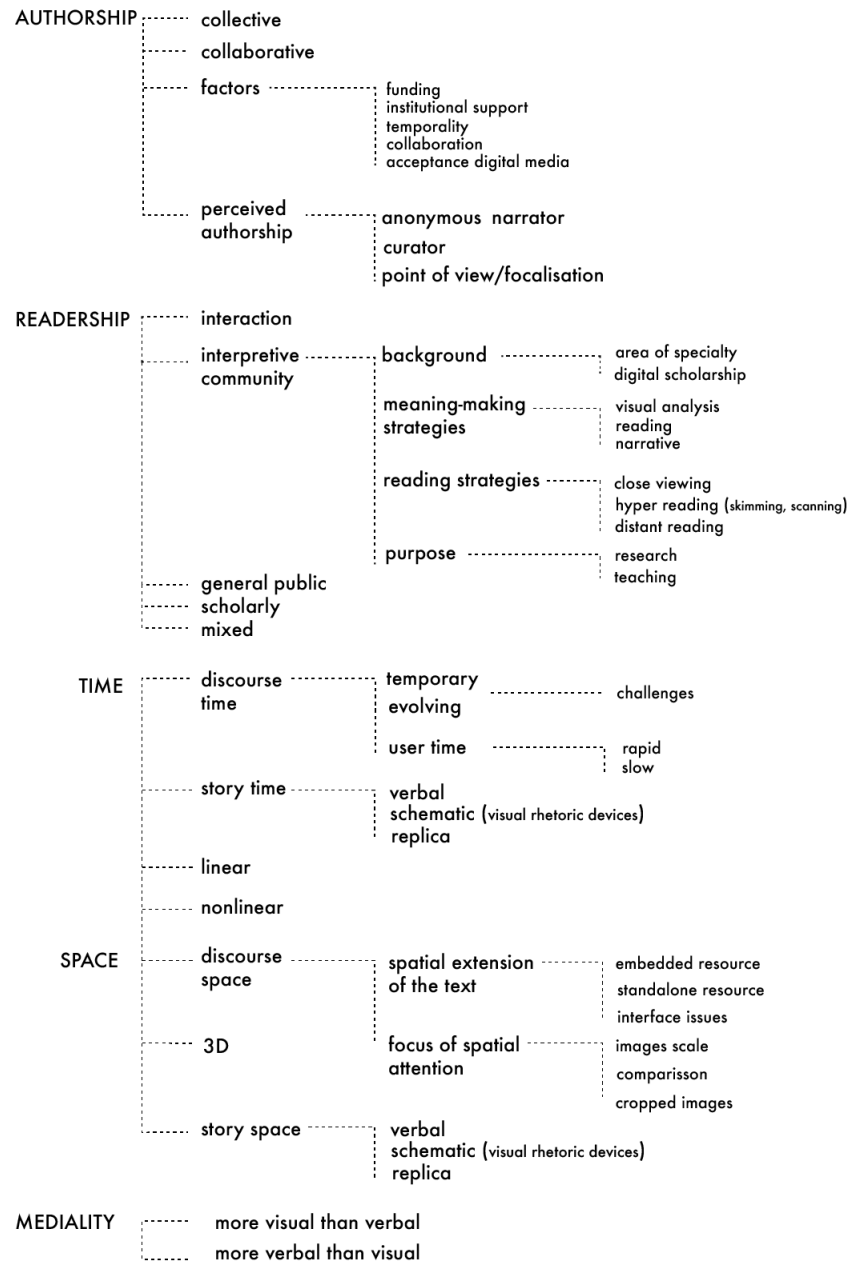 AUTHORSHIP collective
collaborative
factors funding
institutional support
temporality
collaboration
acceptance digital media
perceived
authorship anonymous narrator
curator
point of view/focalisation
READERSHIP interaction
interpretive
community background area of specialty
digital scholarship
meaning-making
strategies visual analysis
reading
narrative
reading strategies close viewing
hyper reading (skimming, scanning)
distant reading
purpose research
teaching
general public
scholarly
mixed
TIME discourse
time temporary
evolving challenges
user time rapid
slow
story time verbal
schematic (visual rhetoric devices)
replica
linear
nonlinear
SPACE discourse
space spatial extension
of the text embedded resource
standalone resource
interface issues
3D focus of spatial
attention images scale
comparisson
cropped images
story space verbal
schematic (visual rhetoric devices)
replica
MEDIALITY more visual than verbal
more verbal than visual